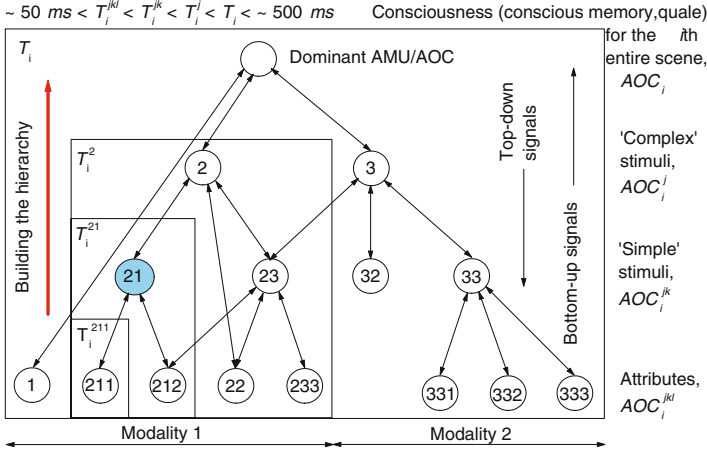 ~ 50 ms < T_i^jkl < T_i^jk < T_i^j < T_i < ~ 500 ms
Consciousness (conscious memory,quale)
for the ith
entire scene,
AOC_i
T_i
Dominant AMU/AOC
Building the hierarchy
Top-down
signals
Bottom-up signals
'Complex'
stimuli,
AOC_i^j
T_i^2
2
3
T_i^21
21
23
32
33
'Simple'
stimuli,
AOC_i^jk
T_i^211
1
211
212
22
233
331
332
333
Attributes,
AOC_i^jkl
Modality 1
Modality 2